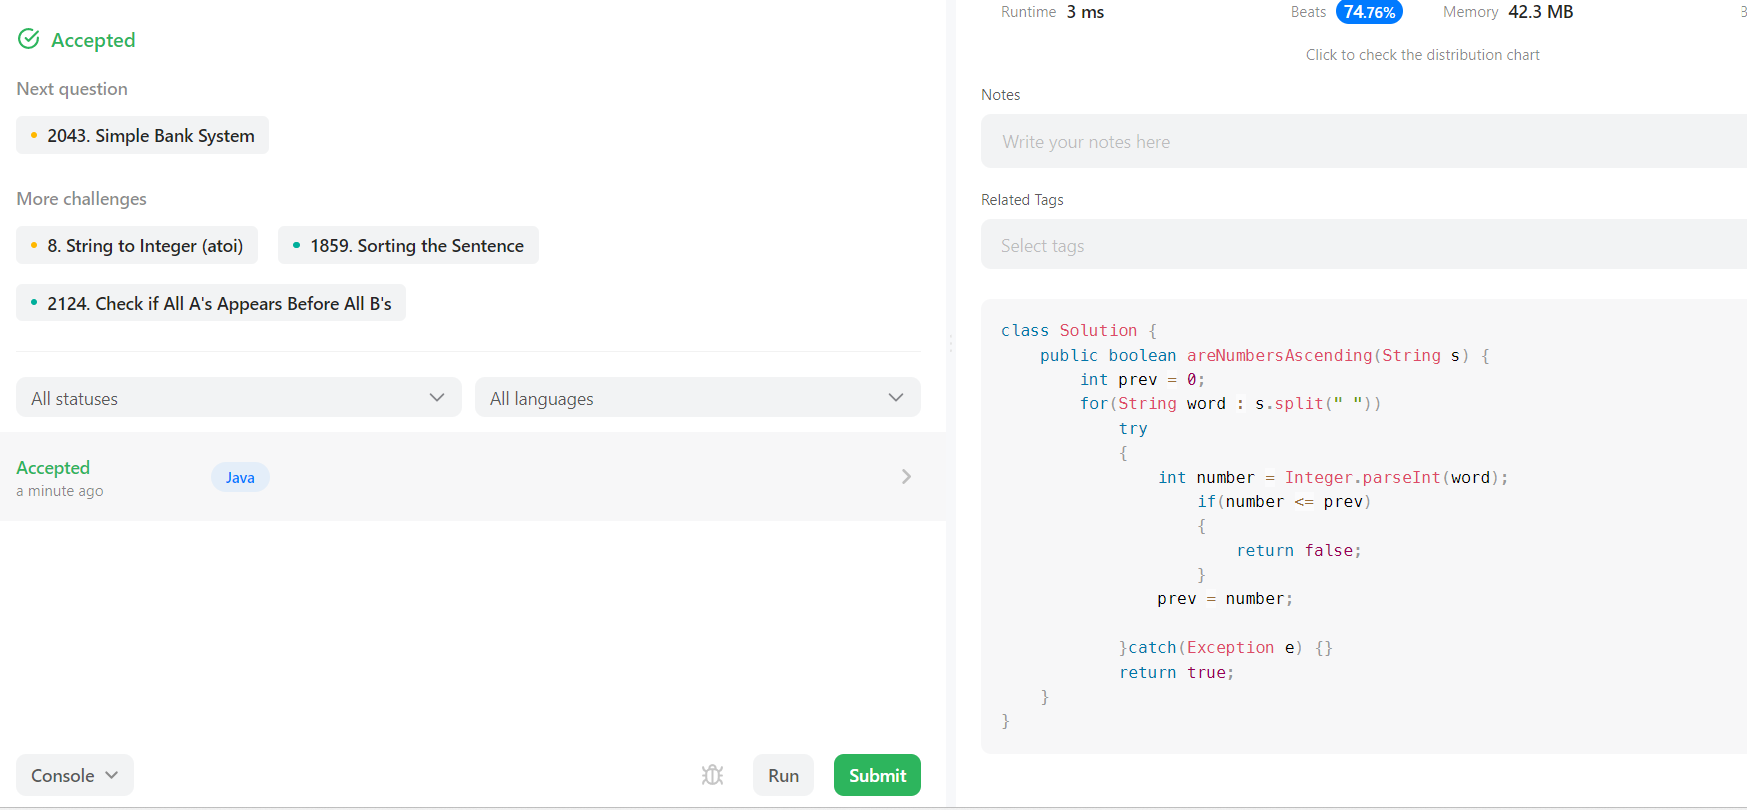 Accepted
Next question
2043. Simple Bank System
More challenges
8. String to Integer (atoi)
1859. Sorting the Sentence
2124. Check if All A's Appears Before All B's
All statuses
All languages
Accepted
a minute ago
Java
Console
Run
Submit
Runtime 3 ms Beats 74.76% Memory 42.3 MB
Click to check the distribution chart
Notes
Write your notes here
Related Tags
Select tags
class Solution {
    public boolean areNumbersAscending(String s) {
        int prev = 0;
        for(String word : s.split(" "))
            try
            {
                int number = Integer.parseInt(word);
                    if(number <= prev)
                    {
                        return false;
                    }
                prev = number;

            }catch(Exception e) {}
            return true;
    }
}